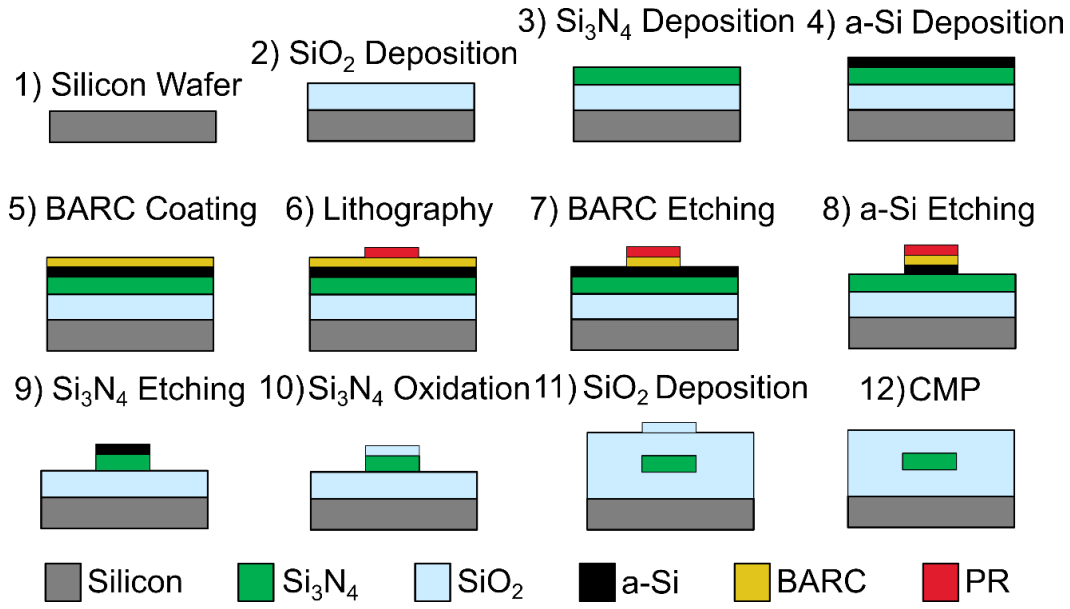 1) Silicon Wafer
2) SiO₂ Deposition
3) Si₃N₄ Deposition
4) a-Si Deposition
5) BARC Coating
6) Lithography
7) BARC Etching
8) a-Si Etching
9) Si₃N₄ Etching
10) Si₃N₄ Oxidation
11) SiO₂ Deposition
12) CMP
Silicon
Si₃N₄
SiO₂
a-Si
BARC
PR